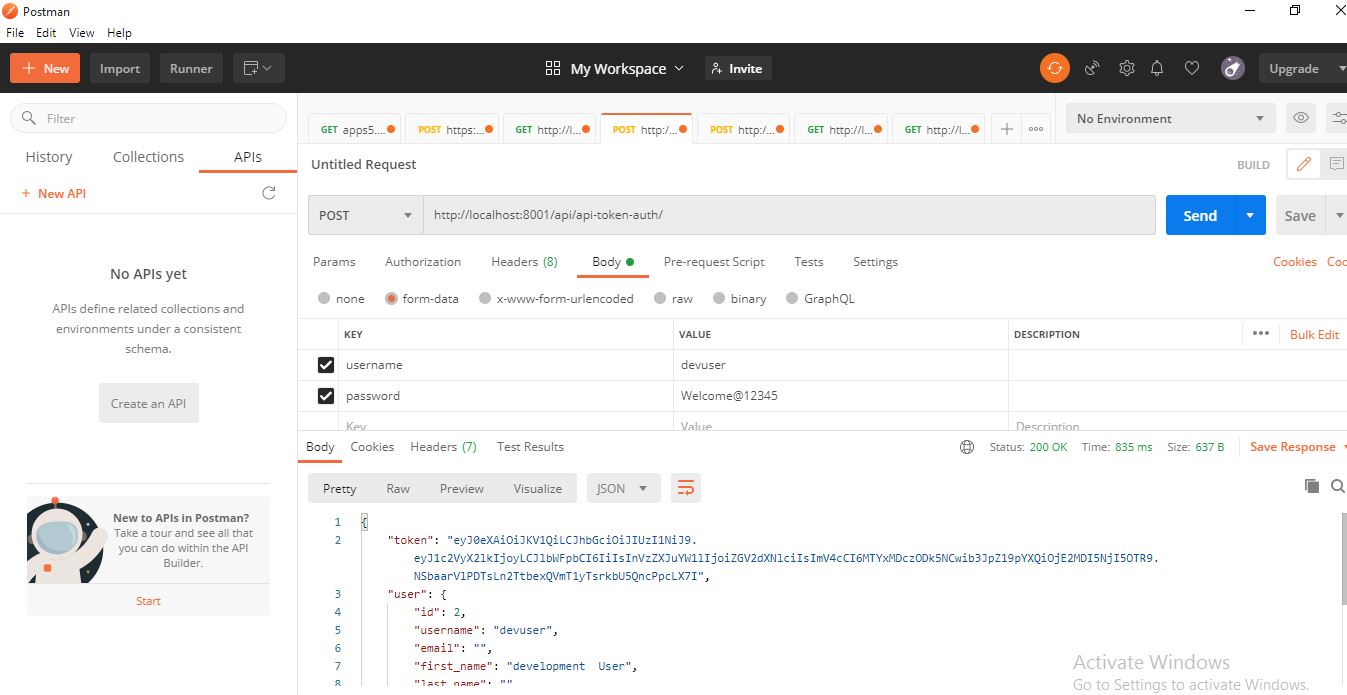 Postman
File Edit View Help
+ New Import Runner My Workspace Invite Upgrade
Filter
History Collections APIs
+ New API
No APIs yet
APIs define related collections and
environments under a consistent
schema.
Create an API
New to APIs in Postman?
Take a tour and see all that
you can do within the API
Builder.
Start
GET apps5.... POST https:... GET http://l... POST http:/... POST http:/... GET http://l... GET http://l... No Environment
Untitled Request BUILD
POST http://localhost:8001/api/api-token-auth/ Send Save
Params Authorization Headers (8) Body Pre-request Script Tests Settings Cookies Coc
none form-data x-www-form-urlencoded raw binary GraphQL
KEY VALUE DESCRIPTION Bulk Edit
username devuser
password Welcome@12345
Key Value Description
Body Cookies Headers (7) Test Results Status: 200 OK Time: 835 ms Size: 637 B Save Response
Pretty Raw Preview Visualize JSON
1 {
2 "token": "eyJ0eXAiOiJKV1QiLCJhbGciOiJIUzI1NiJ9.
eyJ1c2VyX2lkIjoyLCJlbWFpbCI6IiIsInVzZXJuYW1lIjoiZGV2dXNlciIsImV4cCI6MTYxMDczODk5NCwib3JpZ19pYXQiOjE2MDI5NjI5OTR9.
NSbaarVlPDTsLn2TtbexQVmT1yTsrkbU5QncPpcLX7I",
3 "user": {
4 "id": 2,
5 "username": "devuser",
6 "email": "",
7 "first_name": "development  User",
8 "last_name": ""
Activate Windows
Go to Settings to activate Windows.